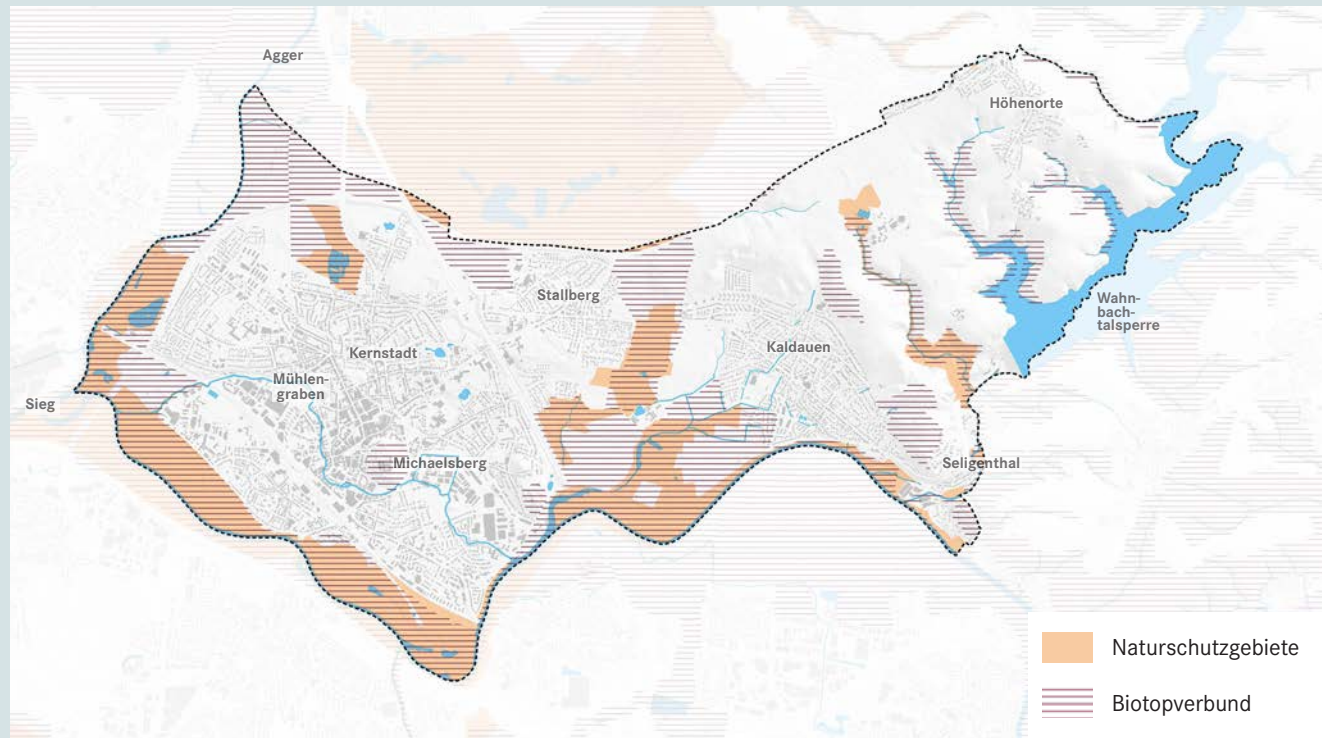 Agger
Höhenorte
Stallberg
Wahn-
bach-
talsperre
Kernstadt
Kaldauen
Mühlen-
graben
Sieg
Michaelsberg
Seligenthal
Naturschutzgebiete
Biotopverbund